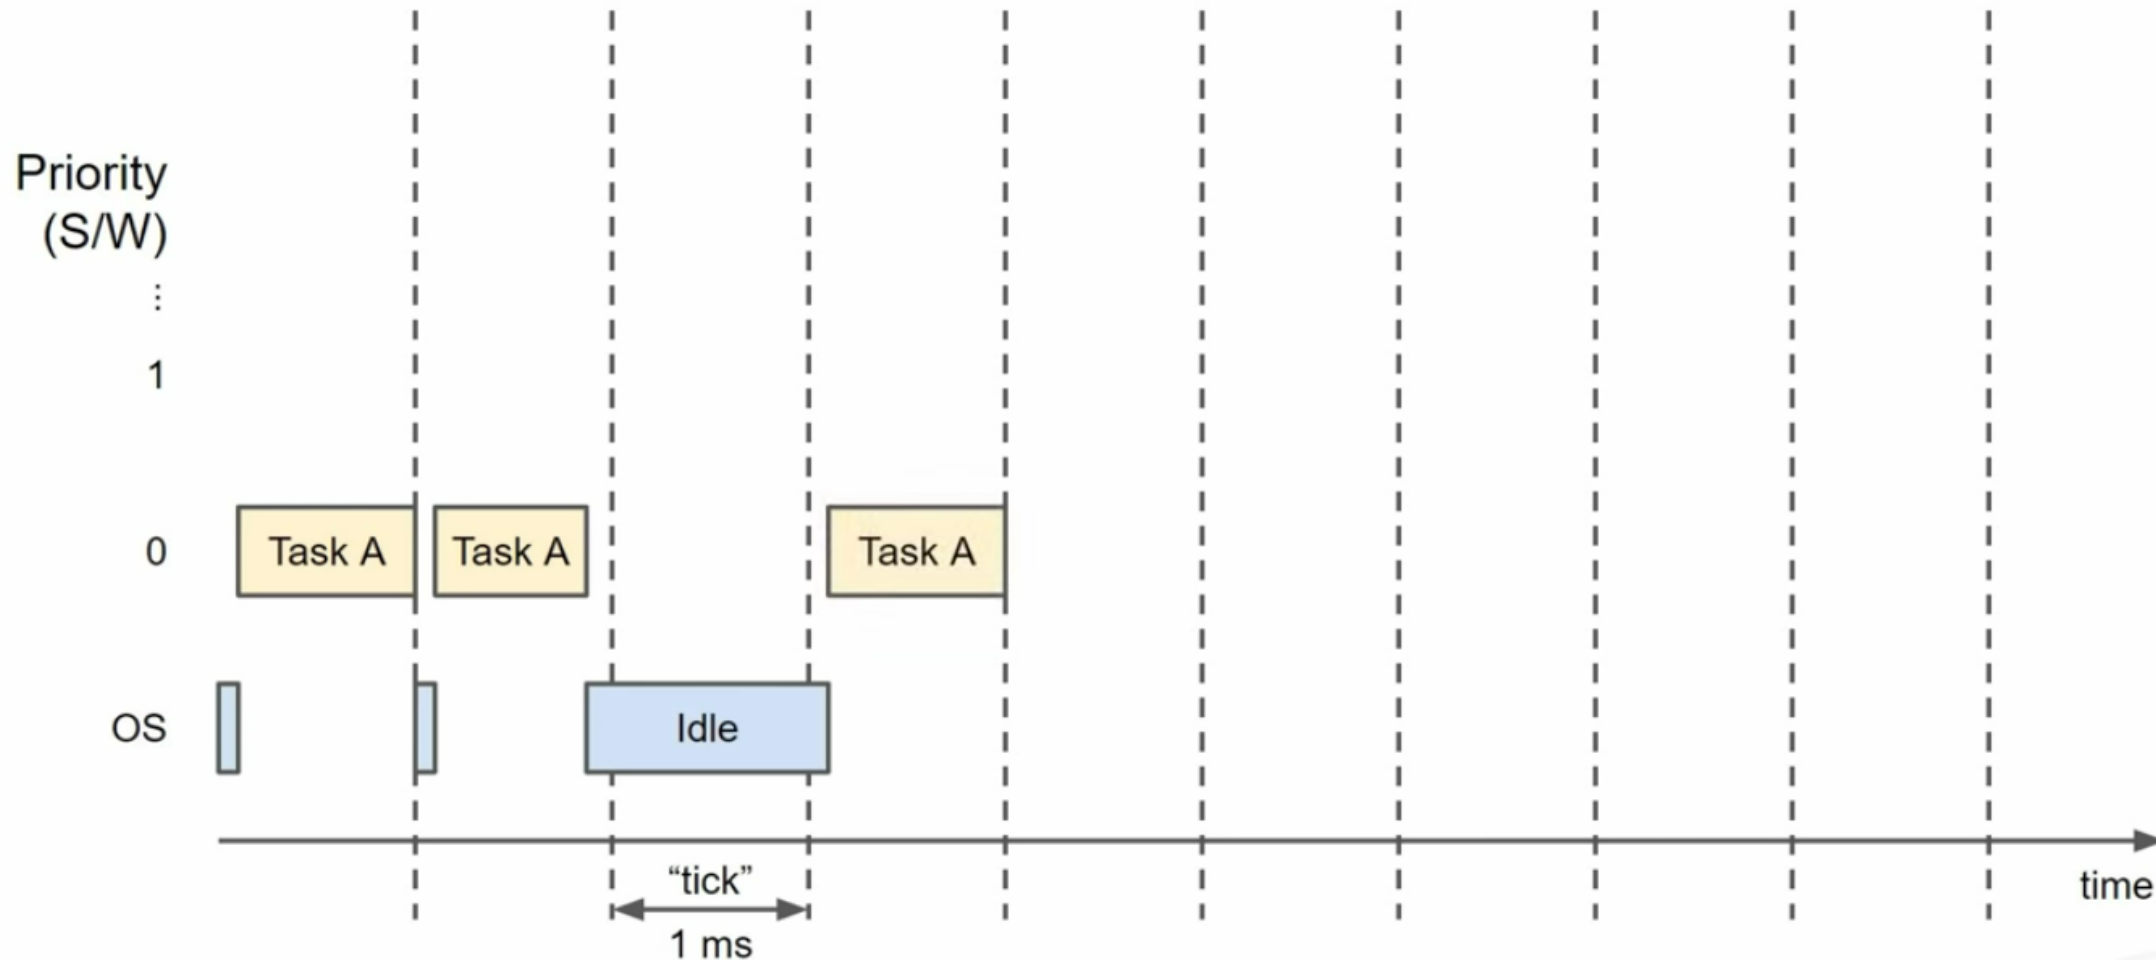 Priority
(S/W)
⋮
1
0
Task A
Task A
Task A
OS
Idle
"tick"
1 ms
time